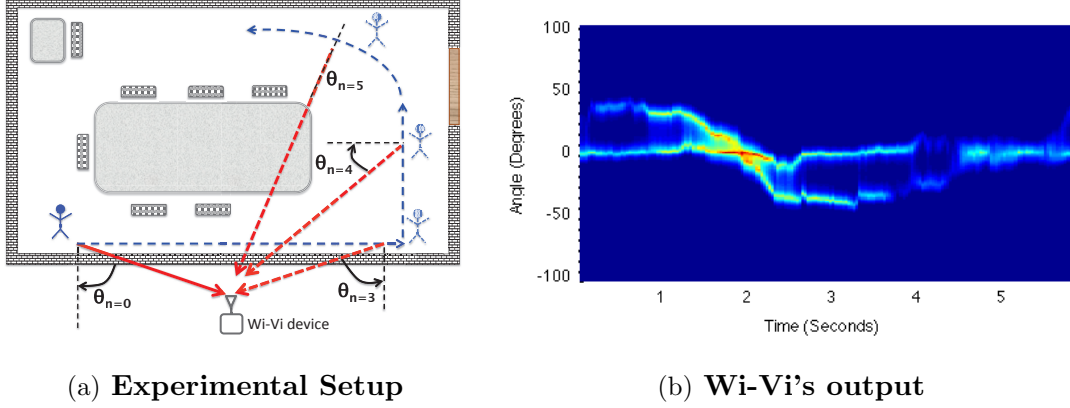 θn=5
θn=4
θn=0
θn=3
Wi-Vi device
(a) Experimental Setup
100
50
0
-50
-100
Angle (Degrees)
1 2 3 4 5
Time (Seconds)
(b) Wi-Vi's output